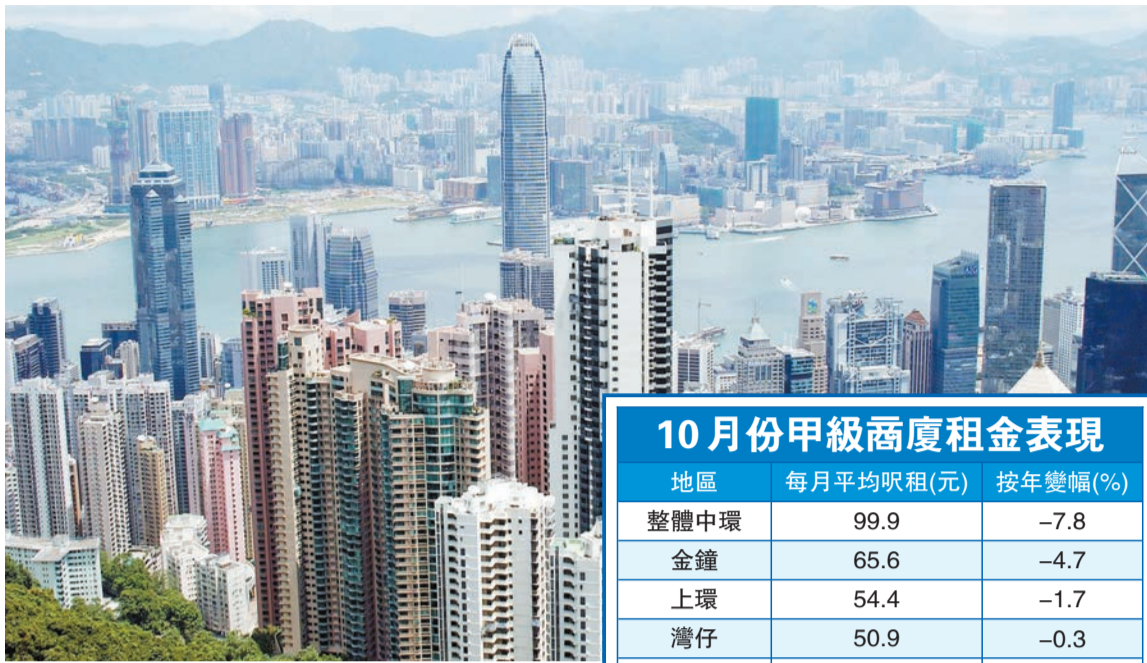 10月份甲級商廈租金表現
地區 每月平均呎租(元) 按年變幅(%)
整體中環 99.9 –7.8
金鐘 65.6 –4.7
上環 54.4 –1.7
灣仔 50.9 –0.3